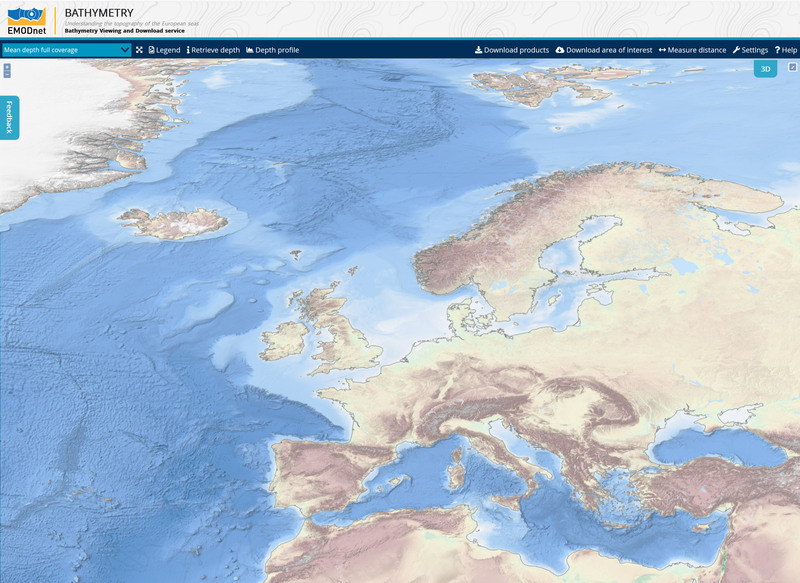 EMODnet
BATHYMETRY
Understanding the topography of the European seas
Bathymetry Viewing and Download service
Mean depth full coverage
Legend
Retrieve depth
Depth profile
Download products
Download area of interest
Measure distance
Settings
? Help
3D
Feedback